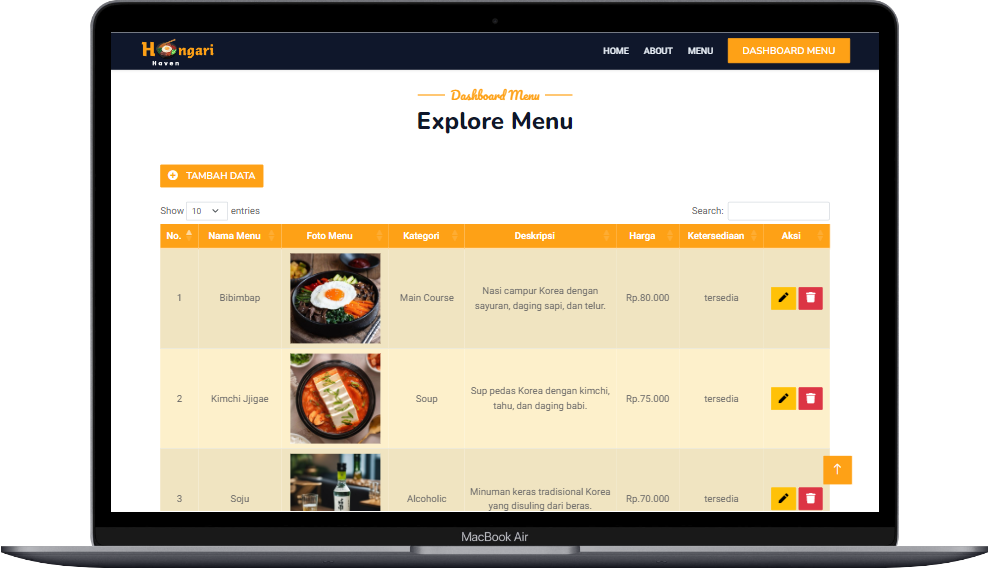 Hongari
Haven
HOME ABOUT MENU DASHBOARD MENU
Dashboard Menu
Explore Menu
TAMBAH DATA
Show 10 entries Search:
No. Nama Menu Foto Menu Kategori Deskripsi Harga Ketersediaan Aksi
1 Bibimbap Main Course Nasi campur Korea dengan
sayuran, daging sapi, dan telur. Rp.80.000 tersedia
2 Kimchi Jjigae Soup Sup pedas Korea dengan kimchi,
tahu, dan daging babi. Rp.75.000 tersedia
3 Soju Alcoholic Minuman keras tradisional Korea
yang disuling dari beras. Rp.70.000 tersedia
MacBook Air